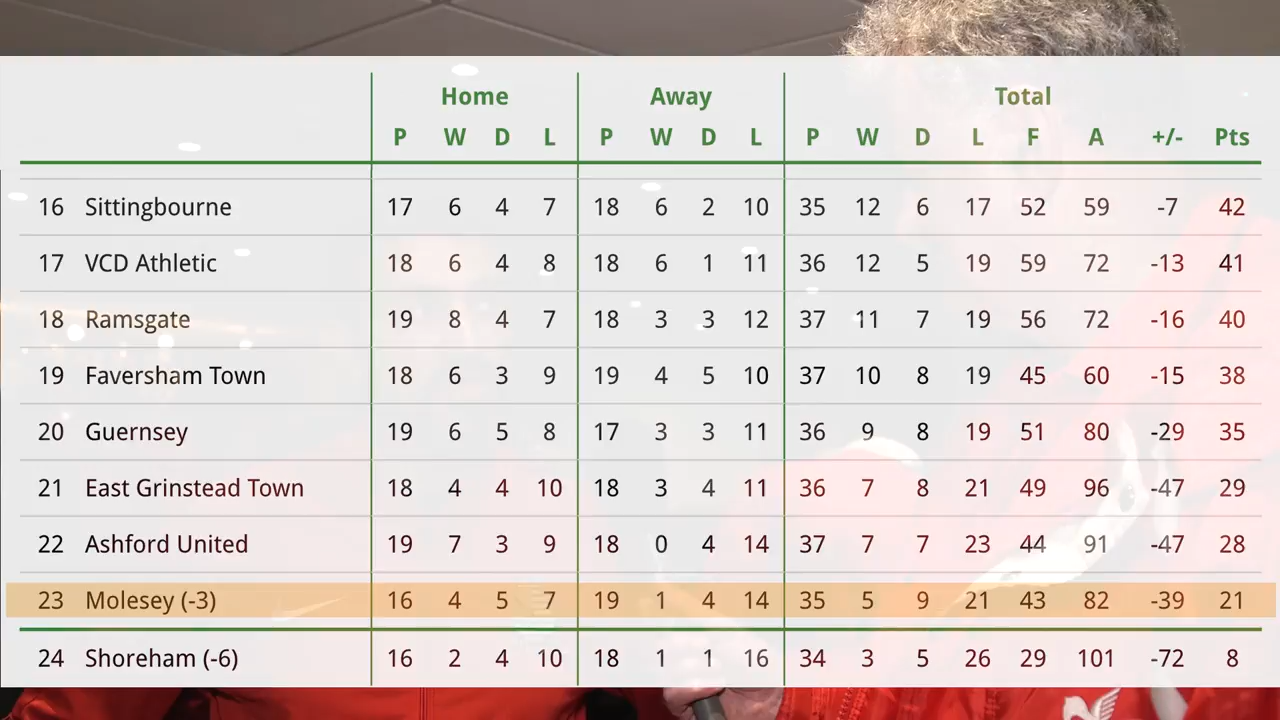 Home Away Total
P W D L P W D L P W D L F A +/- Pts
16 Sittingbourne 17 6 4 7 18 6 2 10 35 12 6 17 52 59 -7 42
17 VCD Athletic 18 6 4 8 18 6 1 11 36 12 5 19 59 72 -13 41
18 Ramsgate 19 8 4 7 18 3 3 12 37 11 7 19 56 72 -16 40
19 Faversham Town 18 6 3 9 19 4 5 10 37 10 8 19 45 60 -15 38
20 Guernsey 19 6 5 8 17 3 3 11 36 9 8 19 51 80 -29 35
21 East Grinstead Town 18 4 4 10 18 3 4 11 36 7 8 21 49 96 -47 29
22 Ashford United 19 7 3 9 18 0 4 14 37 7 7 23 44 91 -47 28
23 Molesey (-3) 16 4 5 7 19 1 4 14 35 5 9 21 43 82 -39 21
24 Shoreham (-6) 16 2 4 10 18 1 1 16 34 3 5 26 29 101 -72 8